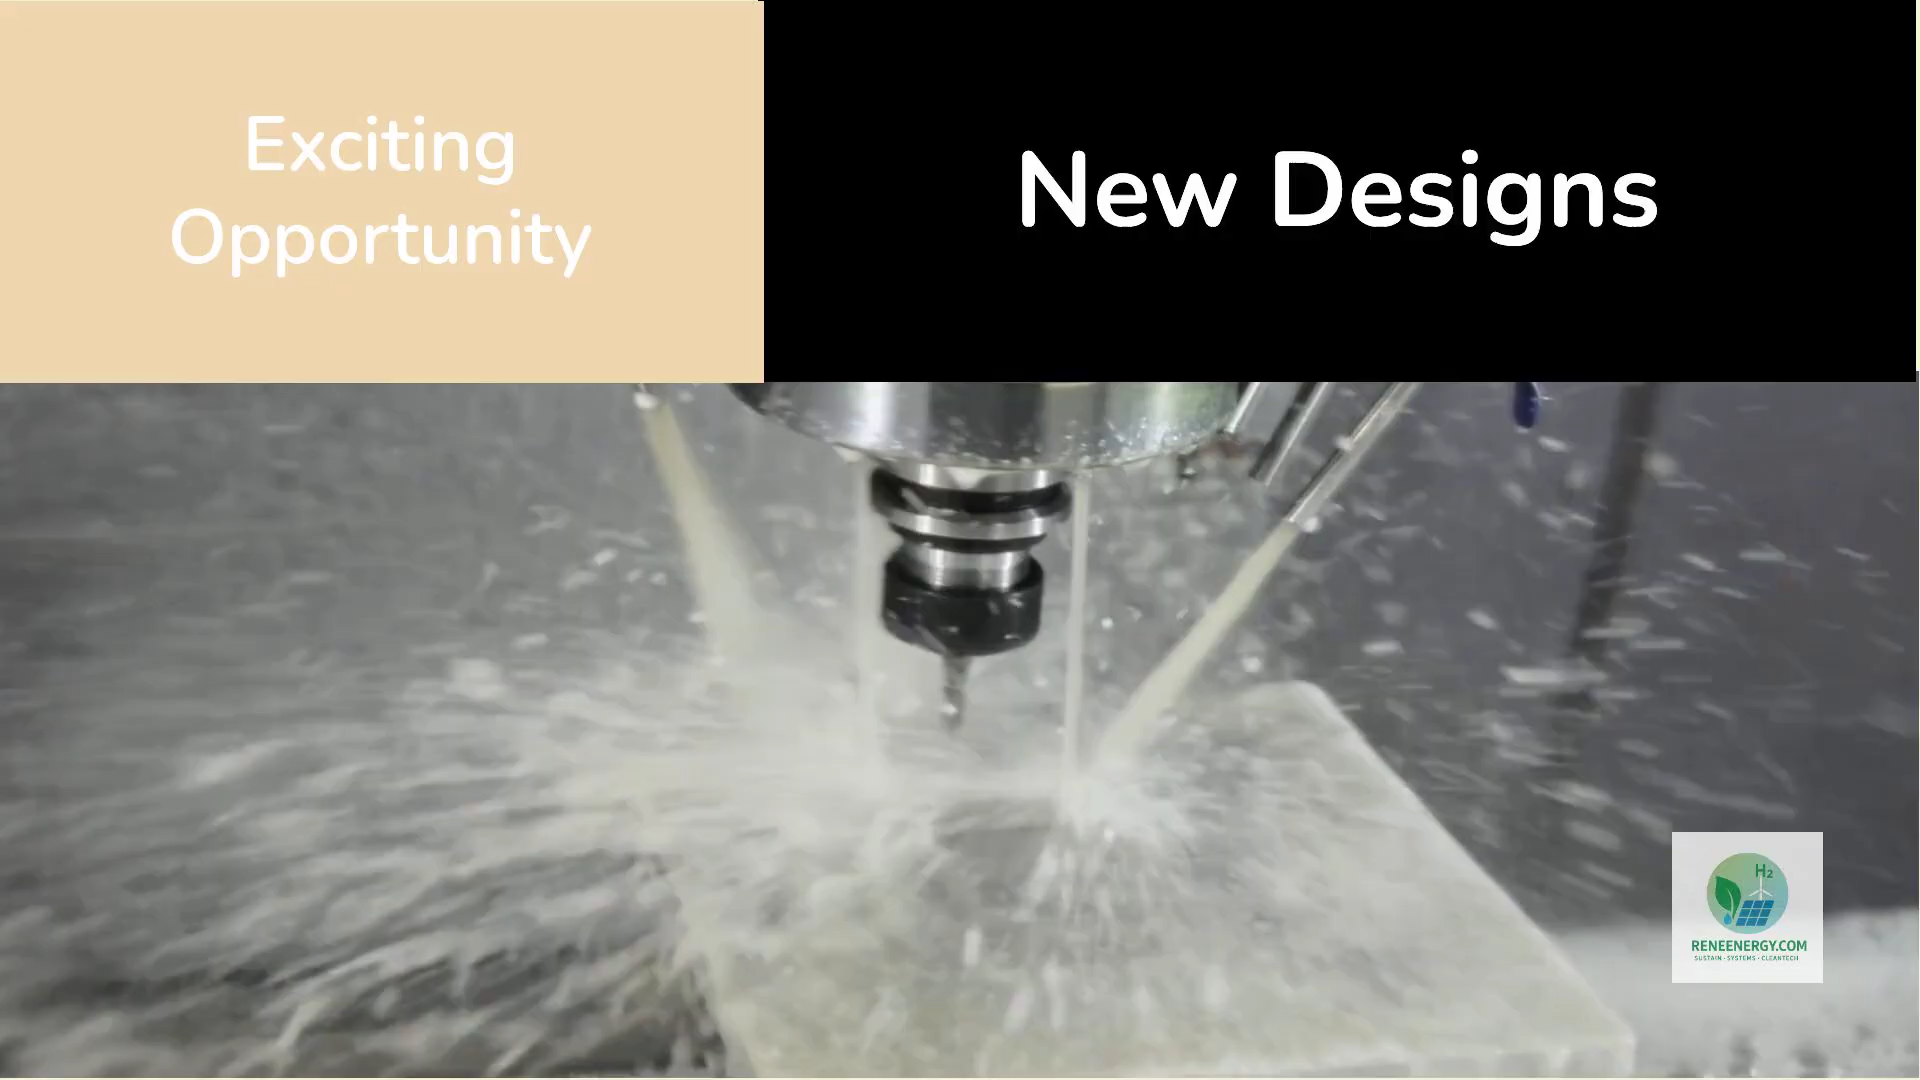 Exciting
Opportunity
New Designs
H2
RENEENERGY.COM
SUSTAIN · SYSTEMS · CLEANTECH